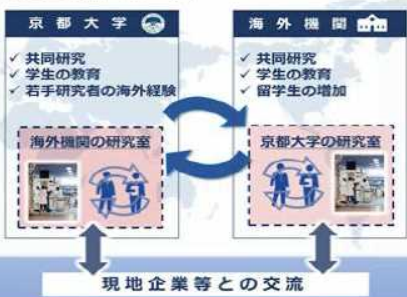 京都大学
✓ 共同研究
✓ 学生の教育
✓ 若手研究者の海外経験
海外機関の研究室
海外機関
✓ 共同研究
✓ 学生の教育
✓ 留学生の増加
京都大学の研究室
現地企業等との交流